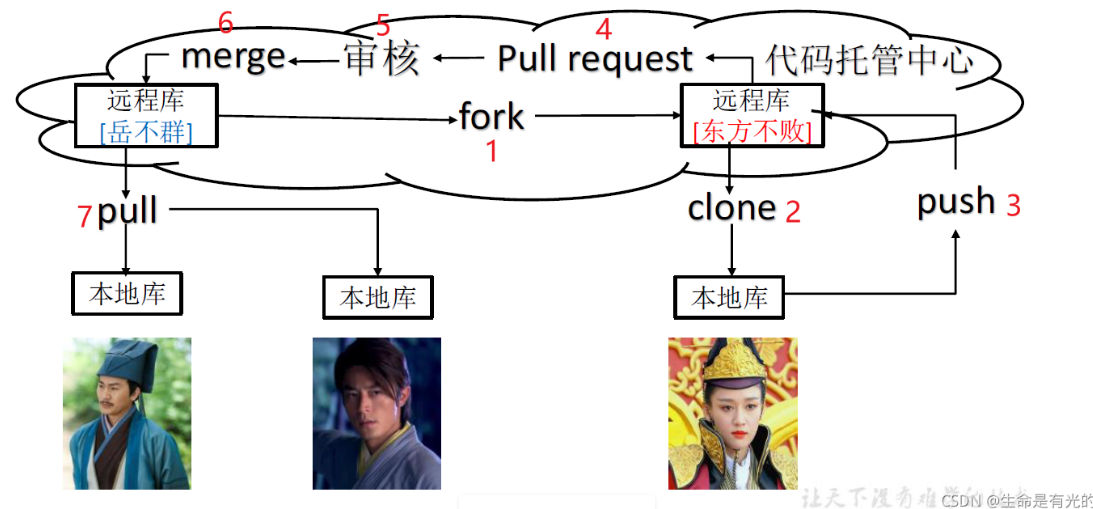 6
5
4
merge
审核
Pull request
代码托管中心
远程库
[岳不群]
fork
1
远程库
[东方不败]
7 pull
clone 2
push 3
本地库
本地库
本地库
让天下没有难学的技术
CSDN @生命是有光的